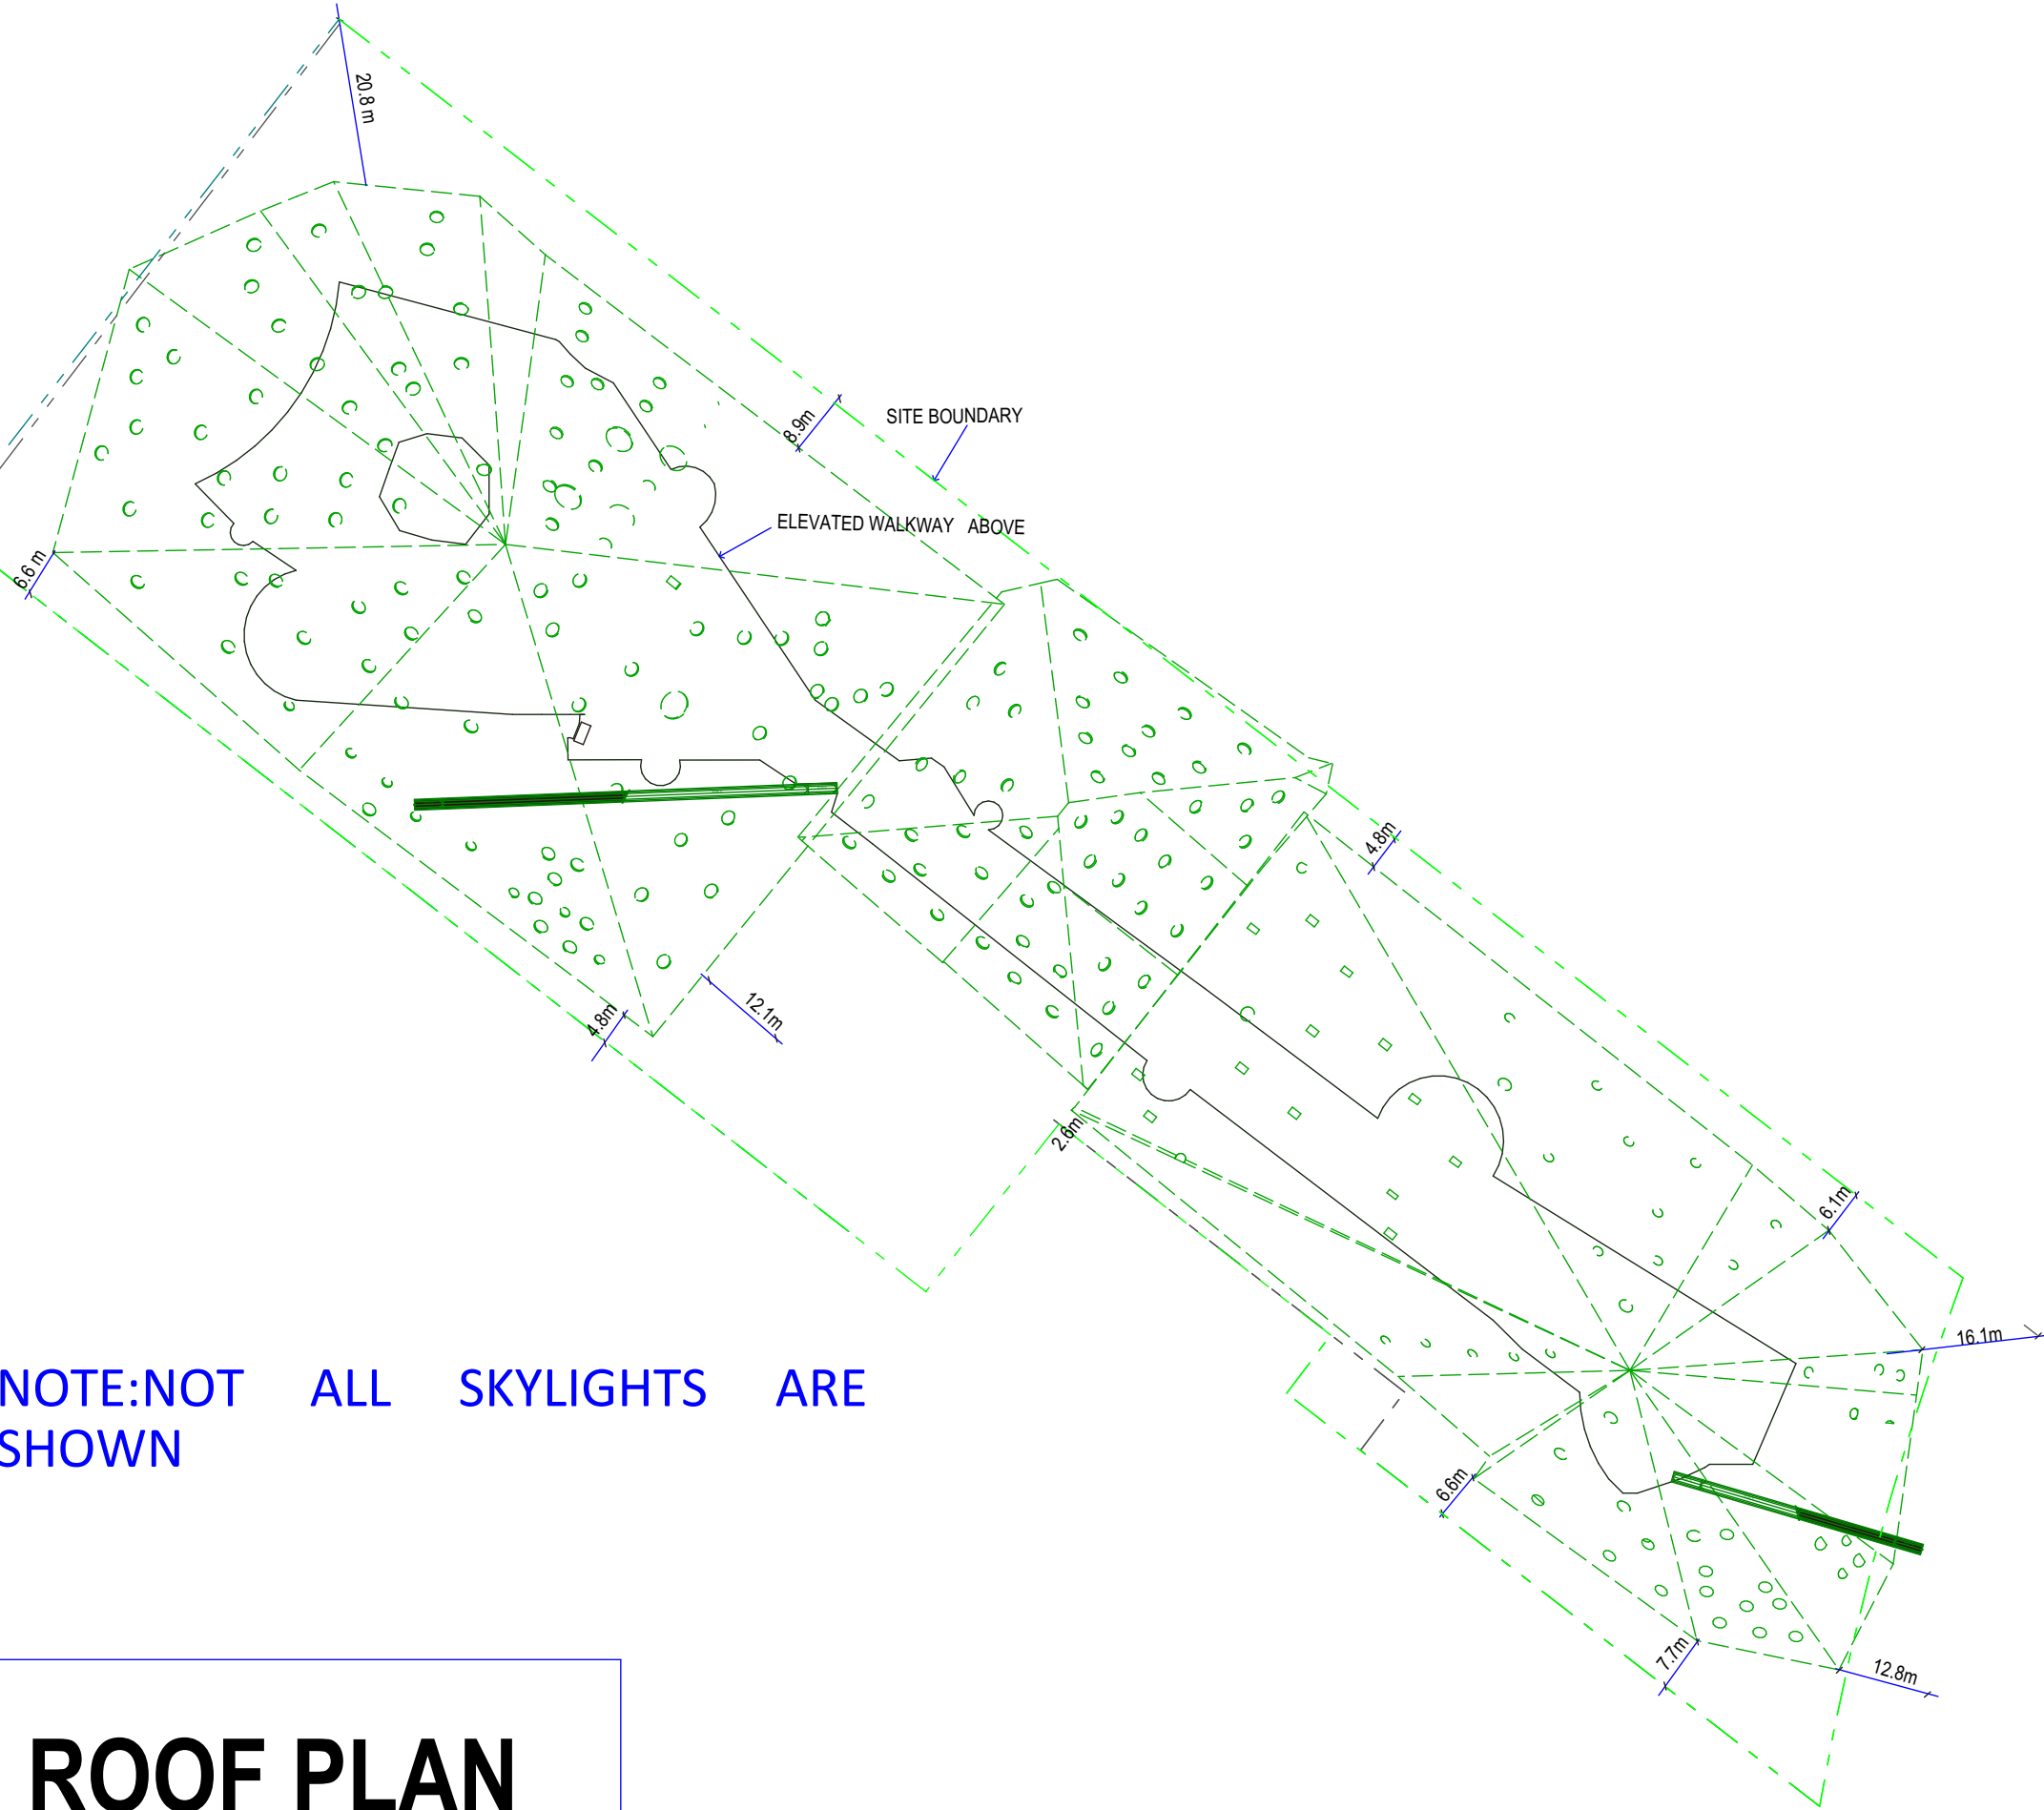 20.8 m
8.9m
SITE BOUNDARY
ELEVATED WALKWAY ABOVE
6.6 m
4.8m
4.8m
12.1m
2.6m
6.1m
16.1m
NOTE:NOT ALL SKYLIGHTS ARE
SHOWN
6.6m
7.7m
12.8m
ROOF PLAN